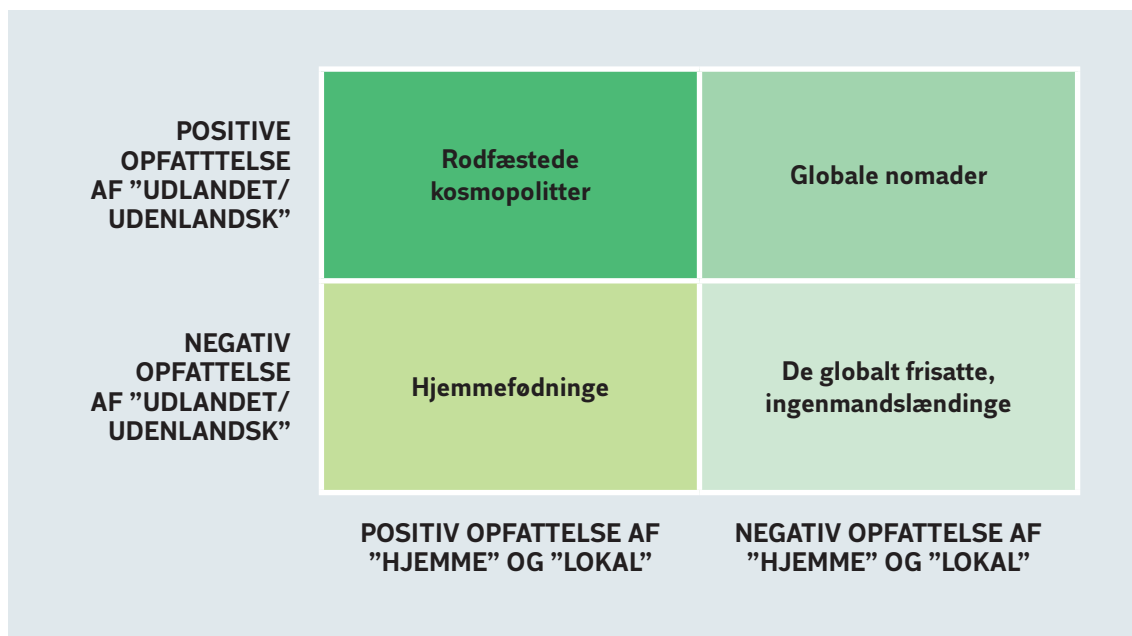 POSITIVE
OPFATTTELSE
AF ”UDLANDET/
UDENLANDSK”
Rodfæstede
kosmopolitter
Globale nomader
NEGATIV
OPFATTELSE
AF ”UDLANDET/
UDENLANDSK”
Hjemmefødninge
De globalt frisatte,
ingenmandslændinge
POSITIV OPFATTELSE AF
”HJEMME” OG ”LOKAL”
NEGATIV OPFATTELSE AF
”HJEMME” OG ”LOKAL”